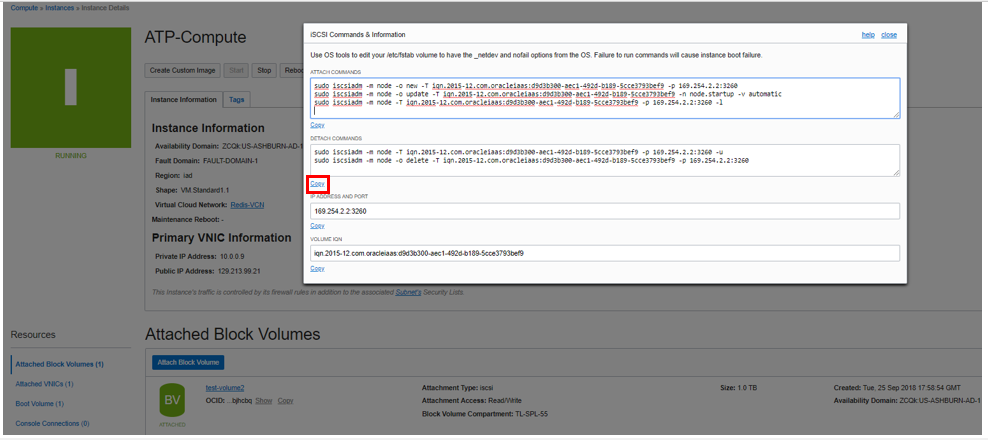 Compute » Instances » Instance Details
ATP-Compute
Create Custom Image
Start
Stop
Reboo
Instance Information
Tags
Instance Information
Availability Domain: ZCQk:US-ASHBURN-AD-1
Fault Domain: FAULT-DOMAIN-1
Region: iad
Shape: VM.Standard1.1
Virtual Cloud Network: Redis-VCN
Maintenance Reboot: -
Primary VNIC Information
Private IP Address: 10.0.0.9
Public IP Address: 129.213.99.21
This Instance's traffic is controlled by its firewall rules in addition to the associated Subnet's Security Lists.
RUNNING
iSCSI Commands & Information
help
close
Use OS tools to edit your /etc/fstab volume to have the _netdev and nofail options from the OS. Failure to run commands will cause instance boot failure.
ATTACH COMMANDS
sudo iscsiadm -m node -o new -T iqn.2015-12.com.oracleiaas:d9d3b300-aec1-492d-b189-5cce3793bef9 -p 169.254.2.2:3260
sudo iscsiadm -m node -o update -T iqn.2015-12.com.oracleiaas:d9d3b300-aec1-492d-b189-5cce3793bef9 -n node.startup -v automatic
sudo iscsiadm -m node -T iqn.2015-12.com.oracleiaas:d9d3b300-aec1-492d-b189-5cce3793bef9 -p 169.254.2.2:3260 -l
Copy
DETACH COMMANDS
sudo iscsiadm -m node -T iqn.2015-12.com.oracleiaas:d9d3b300-aec1-492d-b189-5cce3793bef9 -p 169.254.2.2:3260 -u
sudo iscsiadm -m node -o delete -T iqn.2015-12.com.oracleiaas:d9d3b300-aec1-492d-b189-5cce3793bef9 -p 169.254.2.2:3260
Copy
IP ADDRESS AND PORT
169.254.2.2:3260
Copy
VOLUME IQN
iqn.2015-12.com.oracleiaas:d9d3b300-aec1-492d-b189-5cce3793bef9
Copy
Resources
Attached Block Volumes (1)
Attached VNICs (1)
Boot Volume (1)
Console Connections (0)
Attached Block Volumes
Attach Block Volume
BV
ATTACHED
test-volume2
OCID: ...bjhcbq Show Copy
Attachment Type: iscsi
Attachment Access: Read/Write
Block Volume Compartment: TL-SPL-55
Size: 1.0 TB
Created: Tue, 25 Sep 2018 17:58:54 GMT
Availability Domain: ZCQk:US-ASHBURN-AD-1